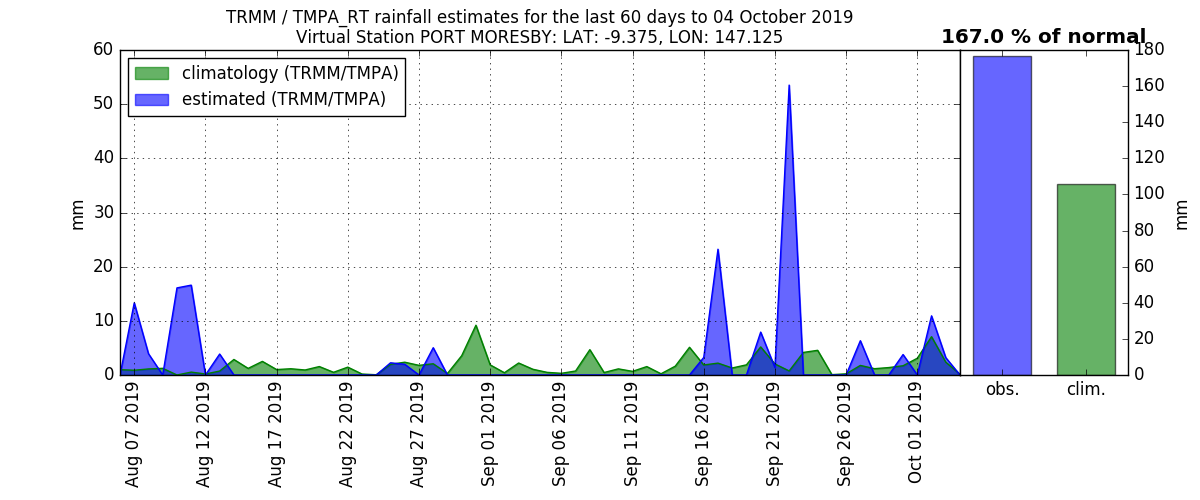 TRMM / TMPA_RT rainfall estimates for the last 60 days to 04 October 2019
Virtual Station PORT MORESBY: LAT: -9.375, LON: 147.125
167.0 % of normal
climatology (TRMM/TMPA)
estimated (TRMM/TMPA)
60
50
40
30
20
10
0
mm
Aug 07 2019
Aug 12 2019
Aug 17 2019
Aug 22 2019
Aug 27 2019
Sep 01 2019
Sep 06 2019
Sep 11 2019
Sep 16 2019
Sep 21 2019
Sep 26 2019
Oct 01 2019
obs.
clim.
180
160
140
120
100
80
60
40
20
0
mm